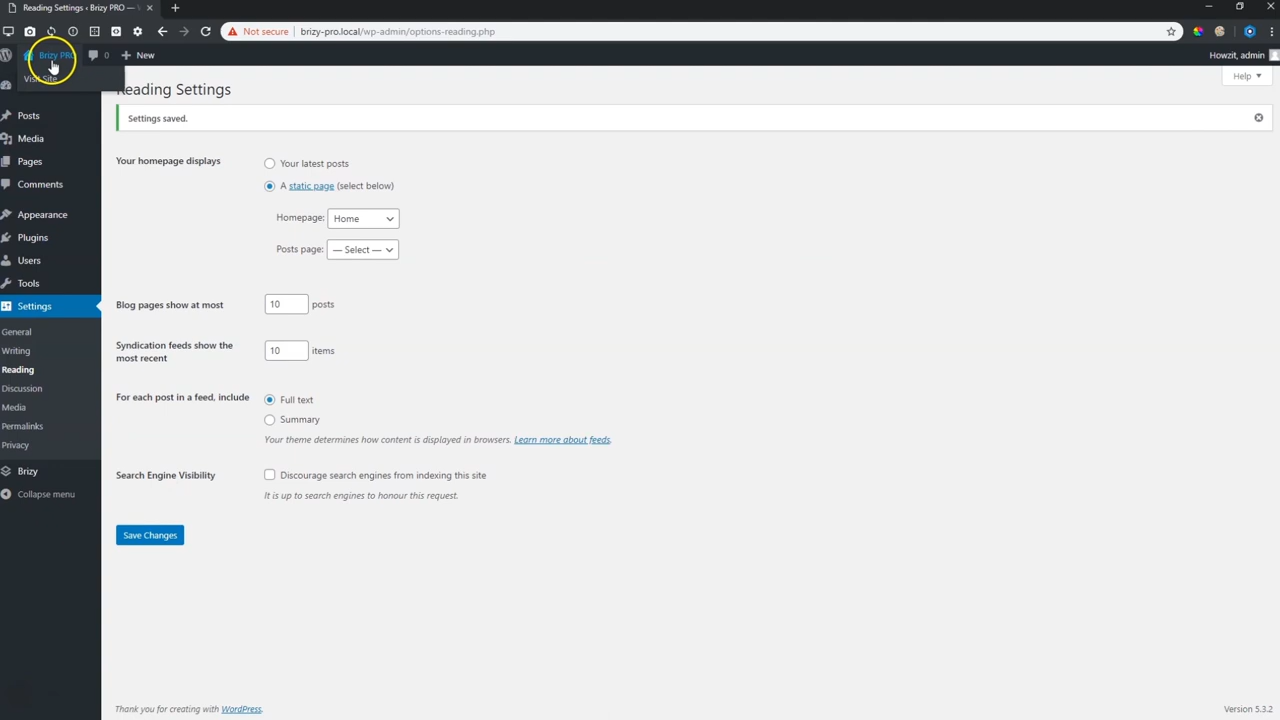 Reading Settings ‹ Brizy PRO —
Not secure | brizy-pro.local/wp-admin/options-reading.php
Brizy PRO 0 New Howzit, admin
Visit Site
Help
Reading Settings
Settings saved.
Posts
Media
Pages
Comments
Appearance
Plugins
Users
Tools
Settings
General
Writing
Reading
Discussion
Media
Permalinks
Privacy
Brizy
Collapse menu
Your homepage displays
Your latest posts
A static page (select below)
Homepage: Home
Posts page: — Select —
Blog pages show at most 10 posts
Syndication feeds show the
most recent
10 items
For each post in a feed, include
Full text
Summary
Your theme determines how content is displayed in browsers. Learn more about feeds.
Search Engine Visibility
Discourage search engines from indexing this site
It is up to search engines to honour this request.
Save Changes
Thank you for creating with WordPress.
Version 5.3.2